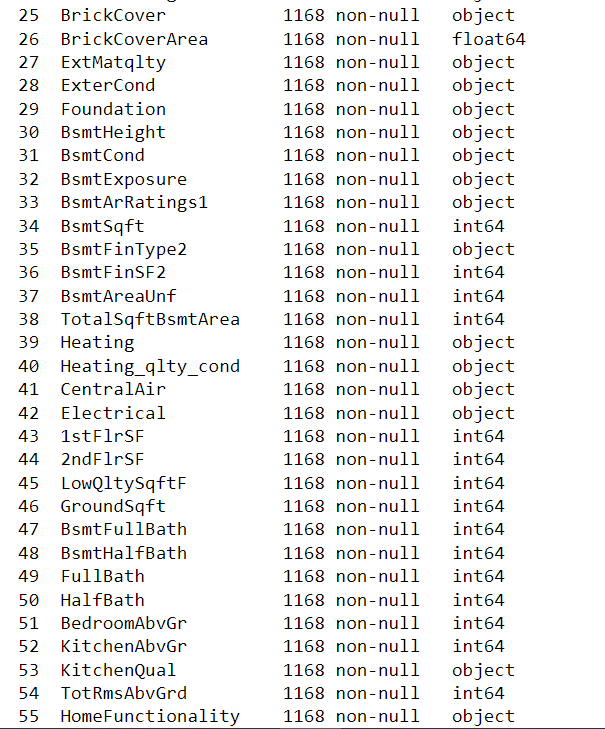 25 BrickCover 1168 non-null object
26 BrickCoverArea 1168 non-null float64
27 ExtMatqlty 1168 non-null object
28 ExterCond 1168 non-null object
29 Foundation 1168 non-null object
30 BsmtHeight 1168 non-null object
31 BsmtCond 1168 non-null object
32 BsmtExposure 1168 non-null object
33 BsmtArRatings1 1168 non-null object
34 BsmtSqft 1168 non-null int64
35 BsmtFinType2 1168 non-null object
36 BsmtFinSF2 1168 non-null int64
37 BsmtAreaUnf 1168 non-null int64
38 TotalSqftBsmtArea 1168 non-null int64
39 Heating 1168 non-null object
40 Heating_qlty_cond 1168 non-null object
41 CentralAir 1168 non-null object
42 Electrical 1168 non-null object
43 1stFlrSF 1168 non-null int64
44 2ndFlrSF 1168 non-null int64
45 LowQltySqftF 1168 non-null int64
46 GroundSqft 1168 non-null int64
47 BsmtFullBath 1168 non-null int64
48 BsmtHalfBath 1168 non-null int64
49 FullBath 1168 non-null int64
50 HalfBath 1168 non-null int64
51 BedroomAbvGr 1168 non-null int64
52 KitchenAbvGr 1168 non-null int64
53 KitchenQual 1168 non-null object
54 TotRmsAbvGrd 1168 non-null int64
55 HomeFunctionality 1168 non-null object